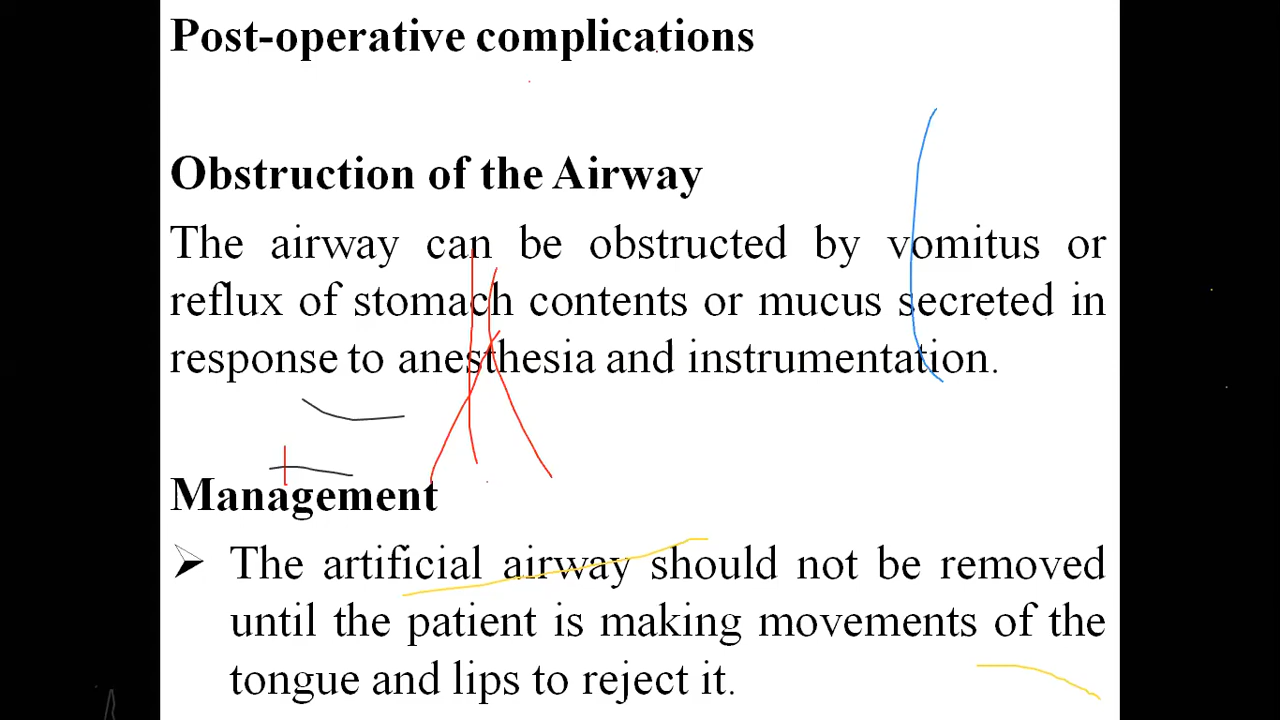 Post-operative complications
Obstruction of the Airway
The airway can be obstructed by vomitus or
reflux of stomach contents or mucus secreted in
response to anesthesia and instrumentation.
Management
➢ The artificial airway should not be removed
until the patient is making movements of the
tongue and lips to reject it.